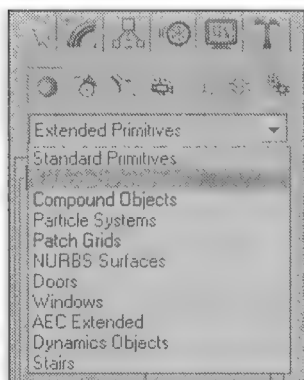 Extended Primitives
Standard Primitives
Compound Objects
Particle Systems
Patch Grids
NURBS Surfaces
Doors
Windows
AEC Extended
Dynamics Objects
Stairs